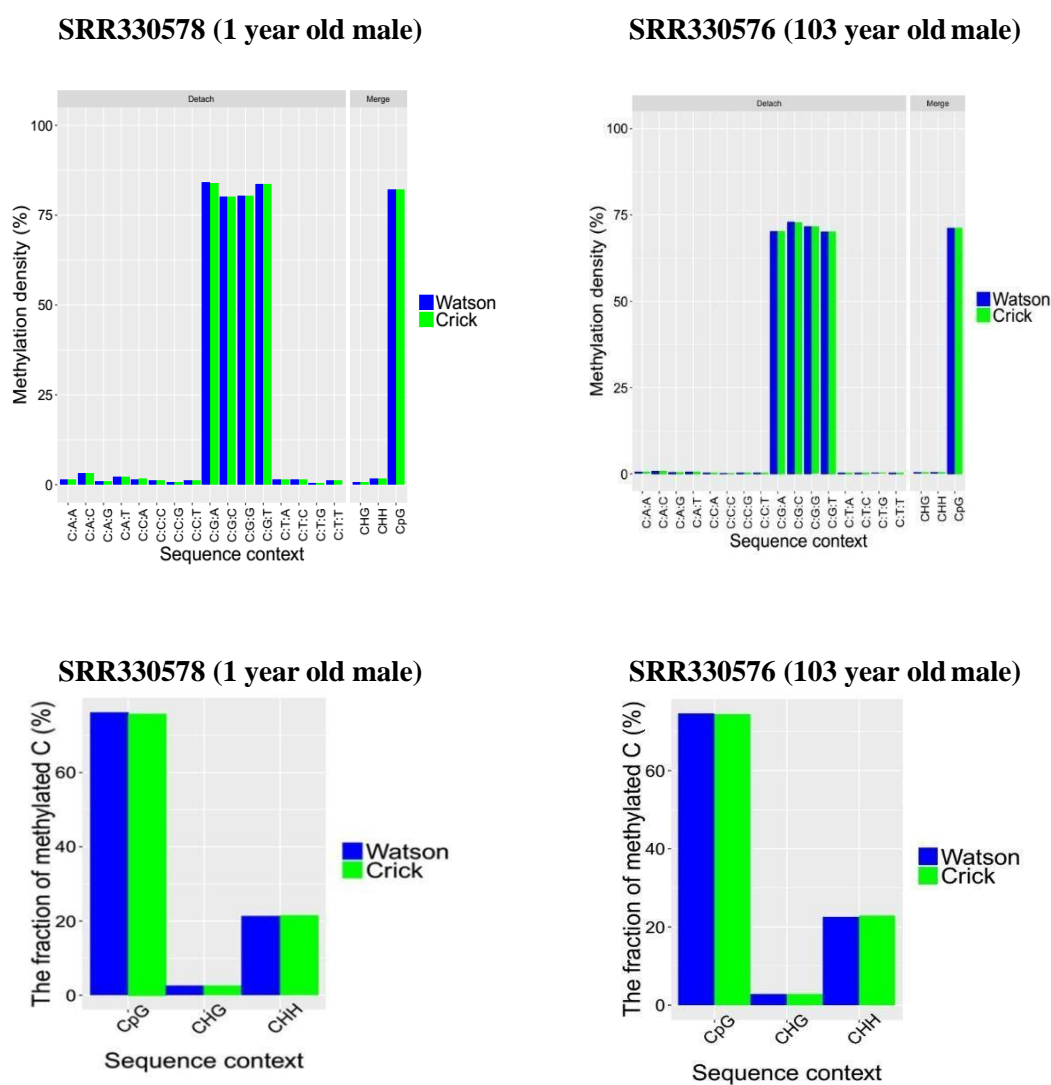 SRR330578 (1 year old male)
SRR330576 (103 year old male)
Detach
Merge
Methylation density (%)
100
75
50
25
0
C:A:A
C:A:C
C:A:G
C:A:T
C:C:A
C:C:C
C:C:G
C:C:T
C:G:A
C:G:C
C:G:G
C:G:T
C:T:A
C:T:C
C:T:G
C:T:T
CHG
CHH
CpG
Sequence context
Watson
Crick
Detach
Merge
Methylation density (%)
100
75
50
25
0
C:A:A
C:A:C
C:A:G
C:A:T
C:C:A
C:C:C
C:C:G
C:C:T
C:G:A
C:G:C
C:G:G
C:G:T
C:T:A
C:T:C
C:T:G
C:T:T
CHG
CHH
CpG
Sequence context
Watson
Crick
SRR330578 (1 year old male)
SRR330576 (103 year old male)
The fraction of methylated C (%)
60
40
20
0
CpG
CHG
CHH
Sequence context
Watson
Crick
The fraction of methylated C (%)
60
40
20
0
CpG
CHG
CHH
Sequence context
Watson
Crick